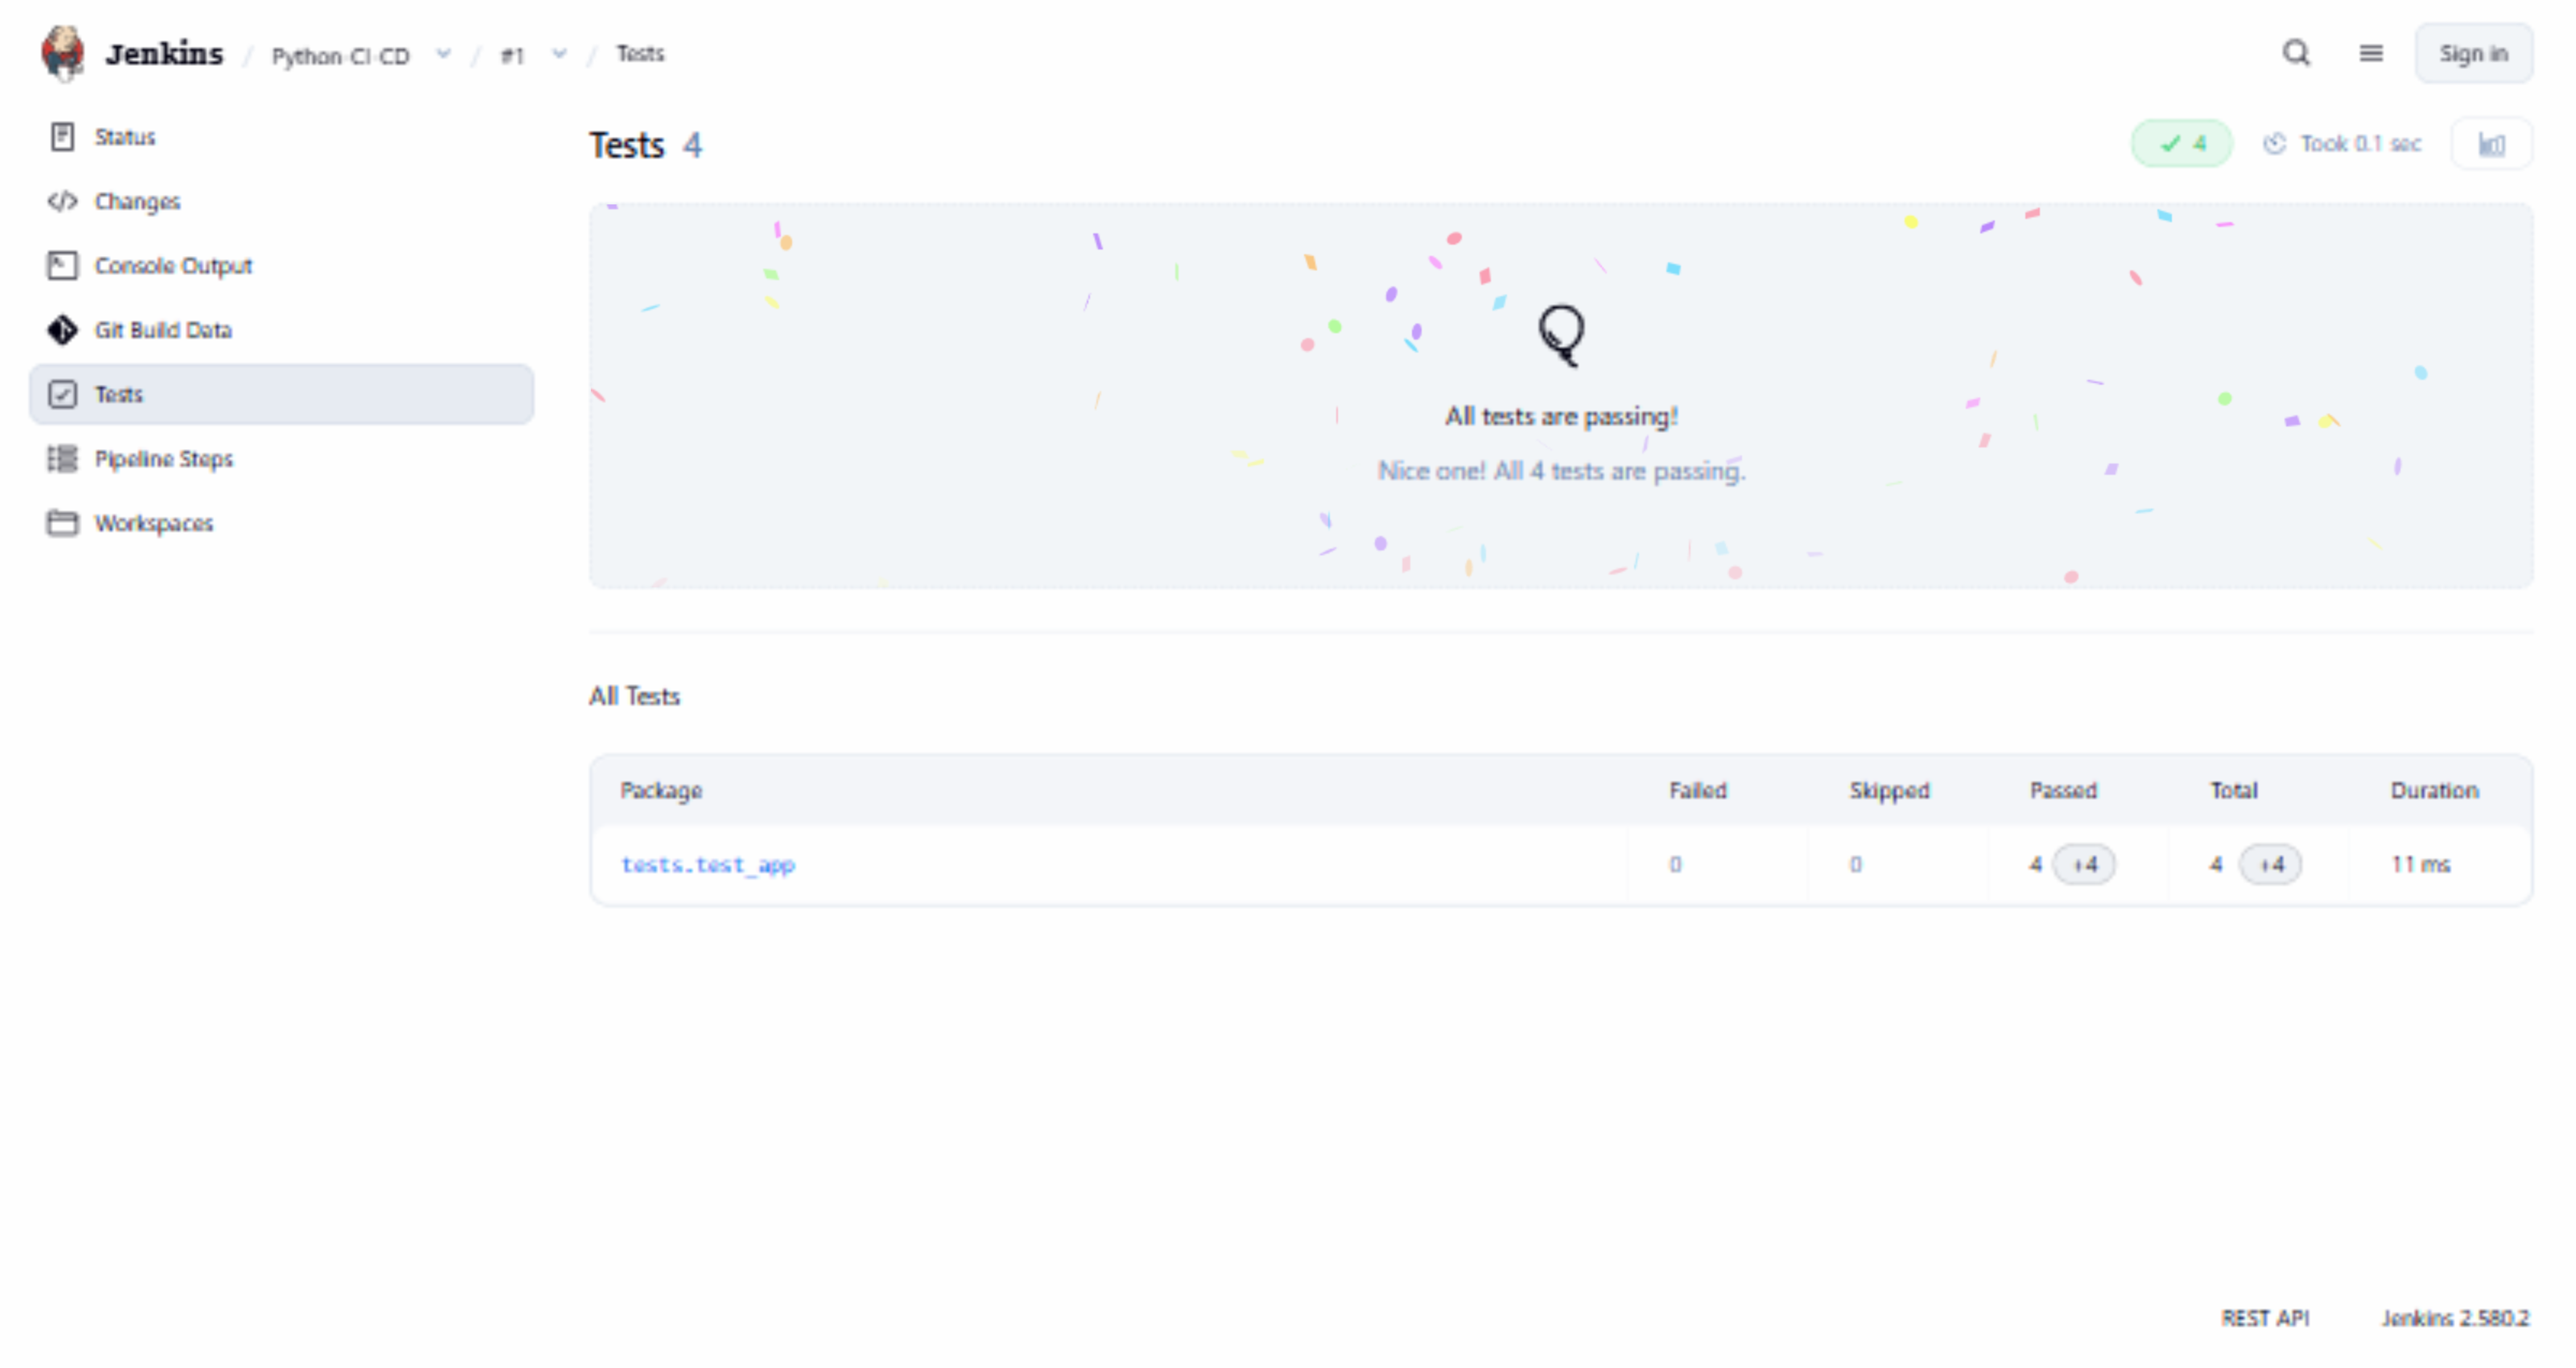 Jenkins / Python-CI-CD / #1 / Tests
Sign in
Status
Changes
Console Output
Git Build Data
Tests
Pipeline Steps
Workspaces
Tests 4
4 Took 0.1 sec
All tests are passing!
Nice one! All 4 tests are passing.
All Tests
Package Failed Skipped Passed Total Duration
tests.test_app 0 0 4 +4 4 +4 11 ms
REST API Jenkins 2.580.2